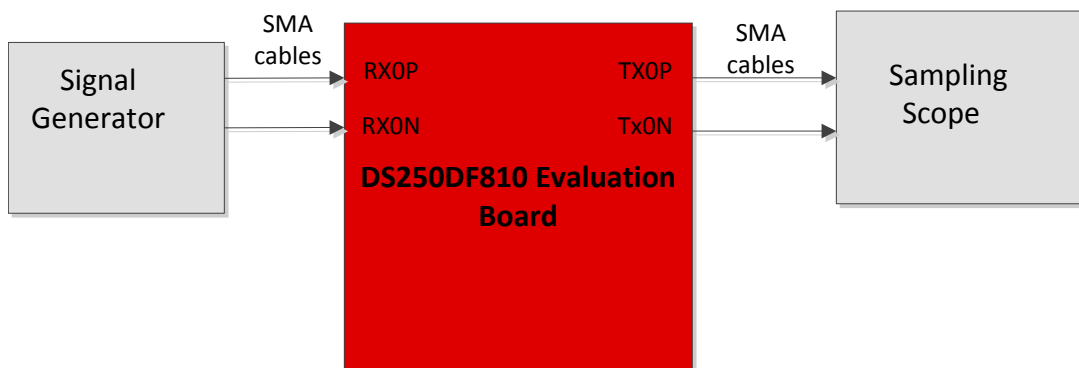 SMA
cables
Signal
Generator
RX0P
RX0N
TX0P
Tx0N
DS250DF810 Evaluation
Board
SMA
cables
Sampling
Scope